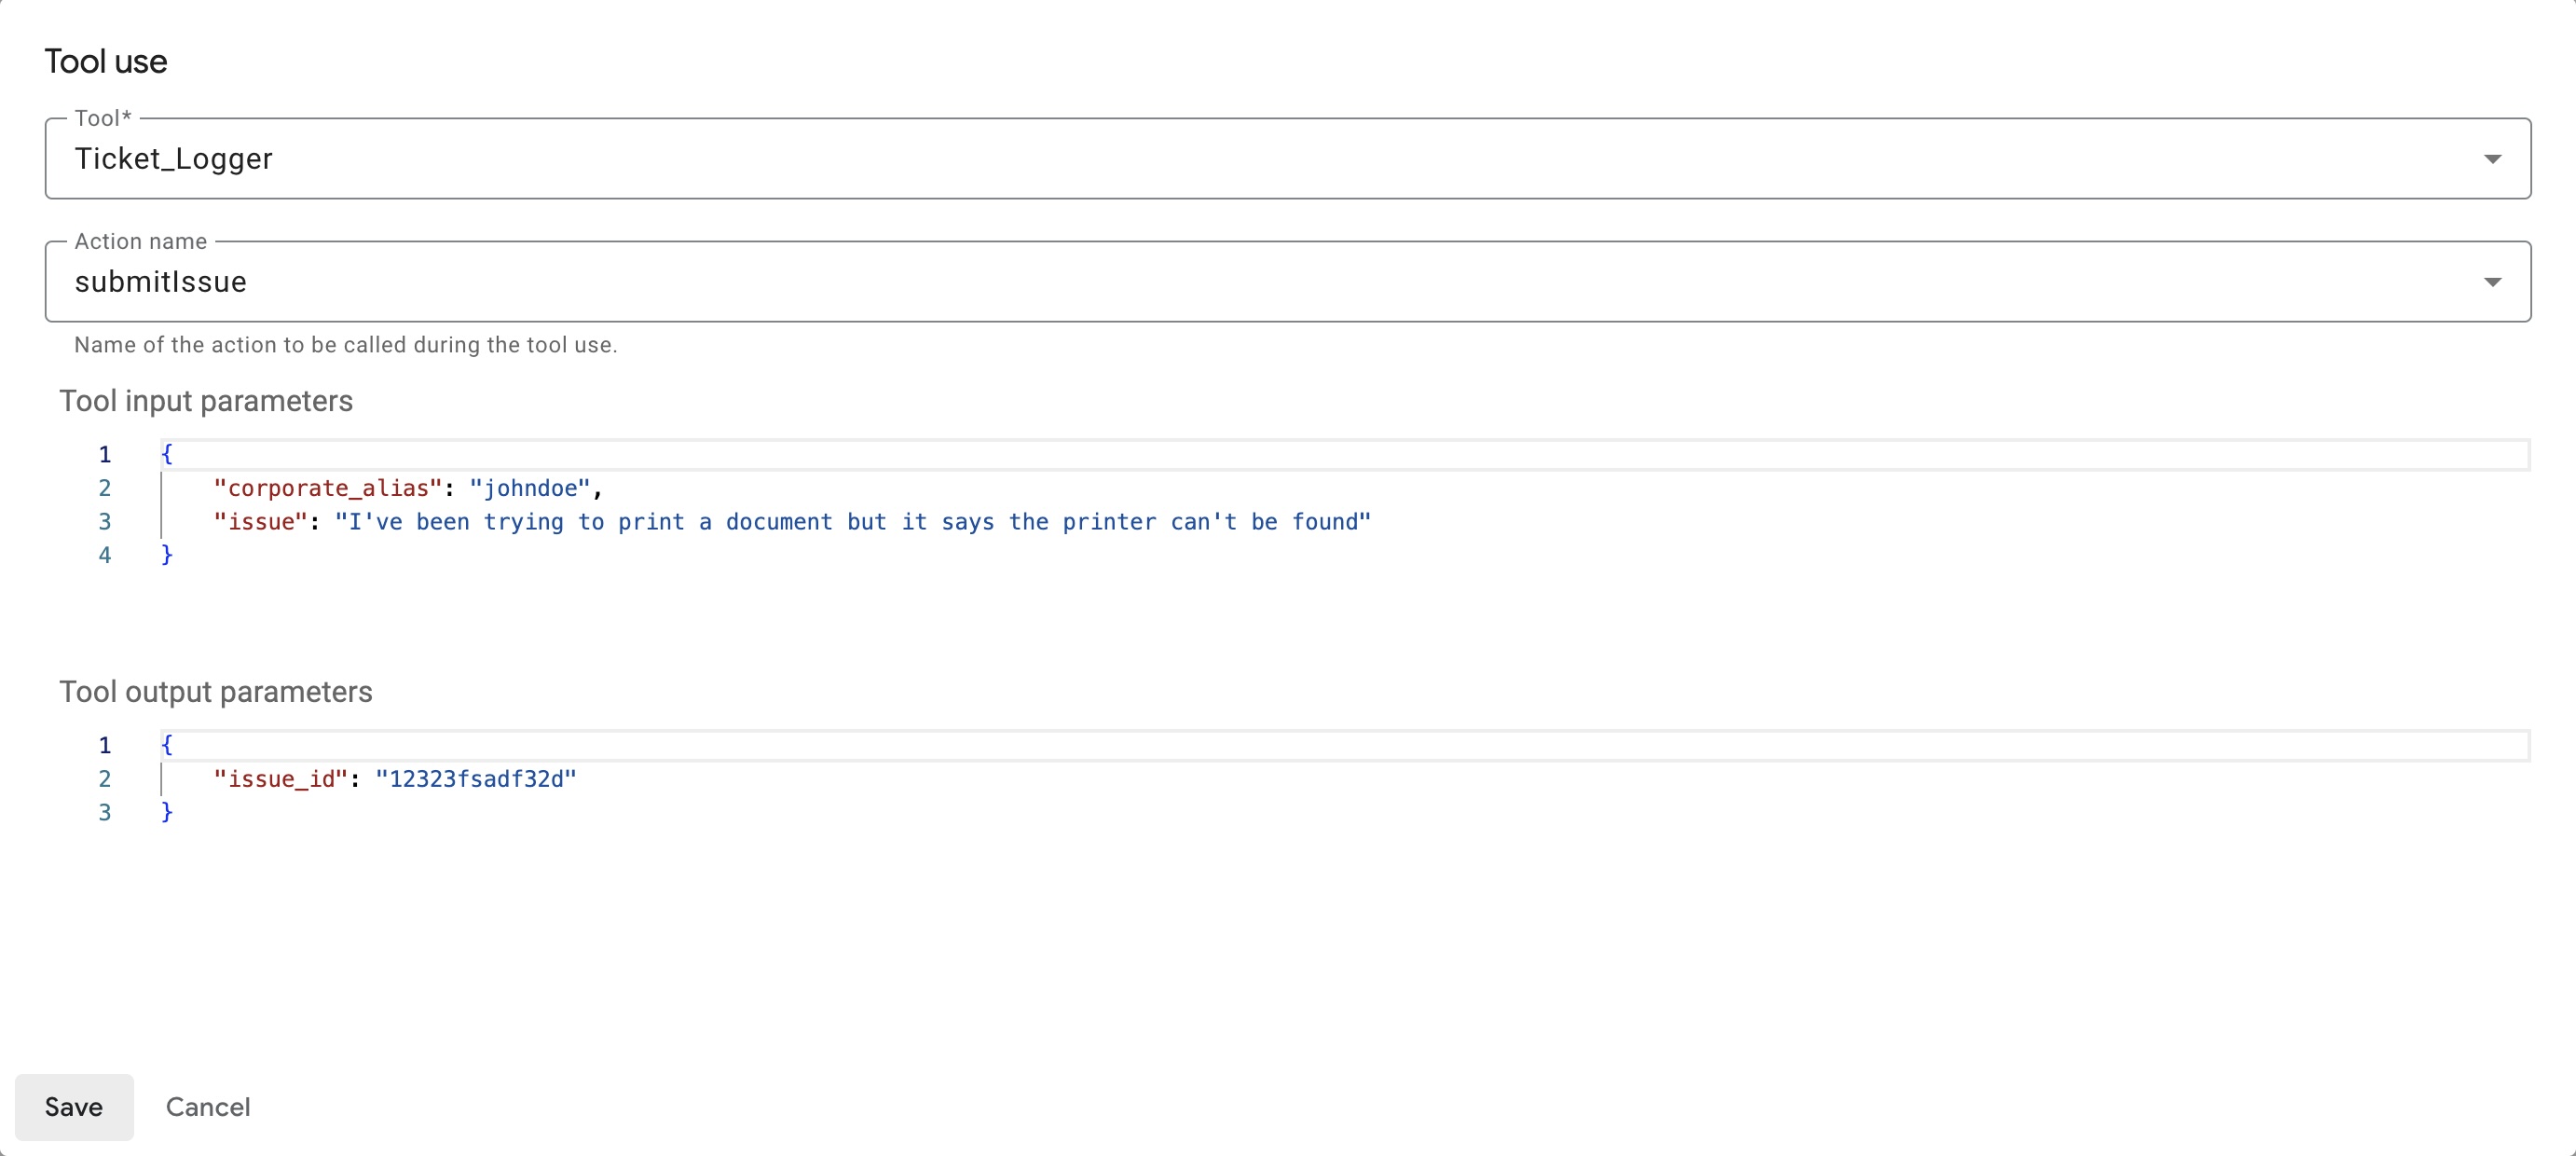 Tool use
Tool*
Ticket_Logger
Action name
submitIssue
Name of the action to be called during the tool use.
Tool input parameters
1 {
2 "corporate_alias": "johndoe",
3 "issue": "I've been trying to print a document but it says the printer can't be found"
4 }
Tool output parameters
1 {
2 "issue_id": "12323fsadf32d"
3 }
Save Cancel